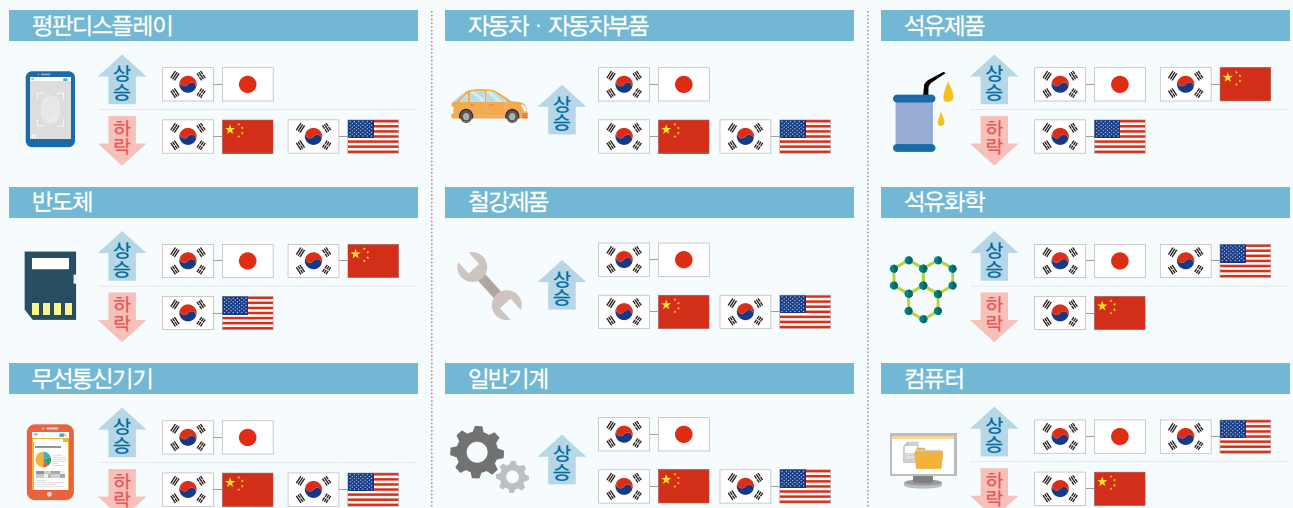 평판디스플레이
상승
하락
자동차 · 자동차부품
상승
석유제품
상승
하락
반도체
상승
하락
철강제품
상승
석유화학
상승
하락
무선통신기기
상승
하락
일반기계
상승
컴퓨터
상승
하락